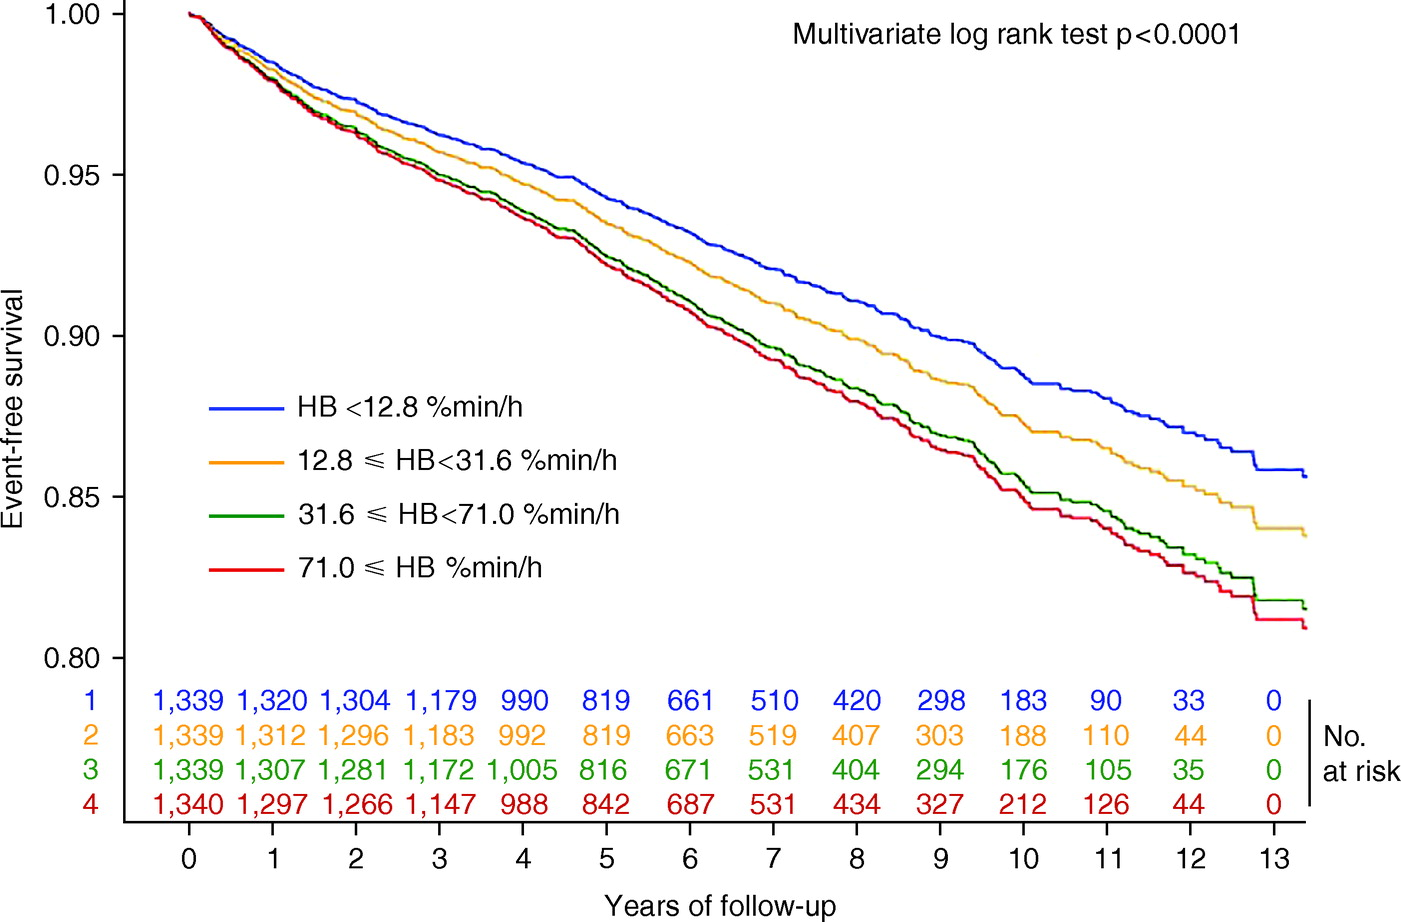 1.00
Multivariate log rank test p<0.0001
0.95
0.90
0.85
0.80
Event-free survival
HB <12.8 %min/h
12.8 ⩽ HB<31.6 %min/h
31.6 ⩽ HB<71.0 %min/h
71.0 ⩽ HB %min/h
1 1,339 1,320 1,304 1,179 990 819 661 510 420 298 183 90 33 0
2 1,339 1,312 1,296 1,183 992 819 663 519 407 303 188 110 44 0
3 1,339 1,307 1,281 1,172 1,005 816 671 531 404 294 176 105 35 0
4 1,340 1,297 1,266 1,147 988 842 687 531 434 327 212 126 44 0
No.
at risk
0 1 2 3 4 5 6 7 8 9 10 11 12 13
Years of follow-up